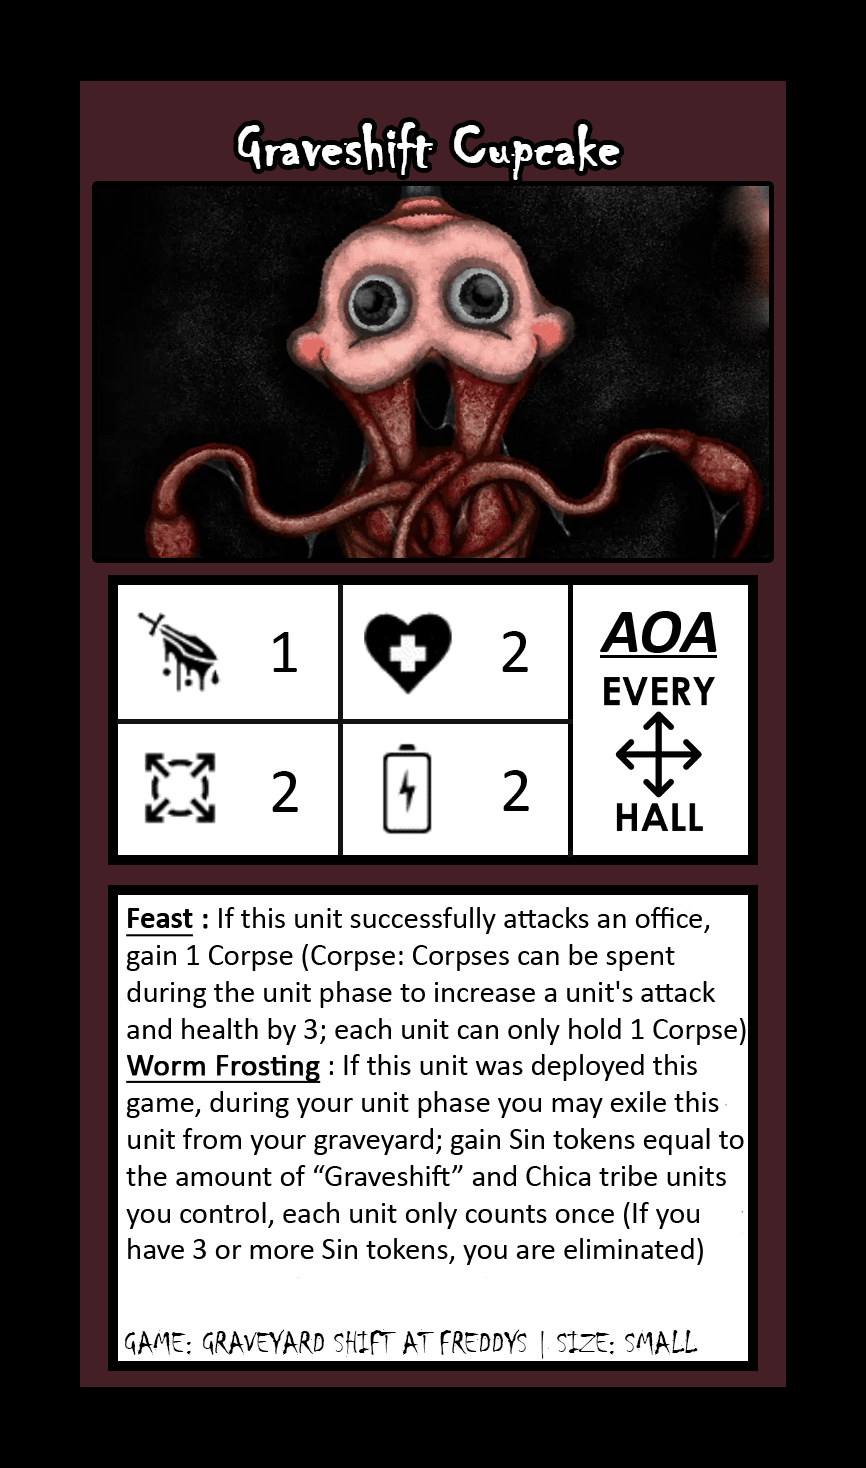 Graveshift Cupcake
1
2
AOA
EVERY
HALL
2
2
Feast : If this unit successfully attacks an office,
gain 1 Corpse (Corpse: Corpses can be spent
during the unit phase to increase a unit's attack
and health by 3; each unit can only hold 1 Corpse)
Worm Frosting : If this unit was deployed this
game, during your unit phase you may exile this
unit from your graveyard; gain Sin tokens equal to
the amount of “Graveshift” and Chica tribe units
you control, each unit only counts once (If you
have 3 or more Sin tokens, you are eliminated)
GAME: GRAVEYARD SHIFT AT FREDDYS | SIZE: SMALL